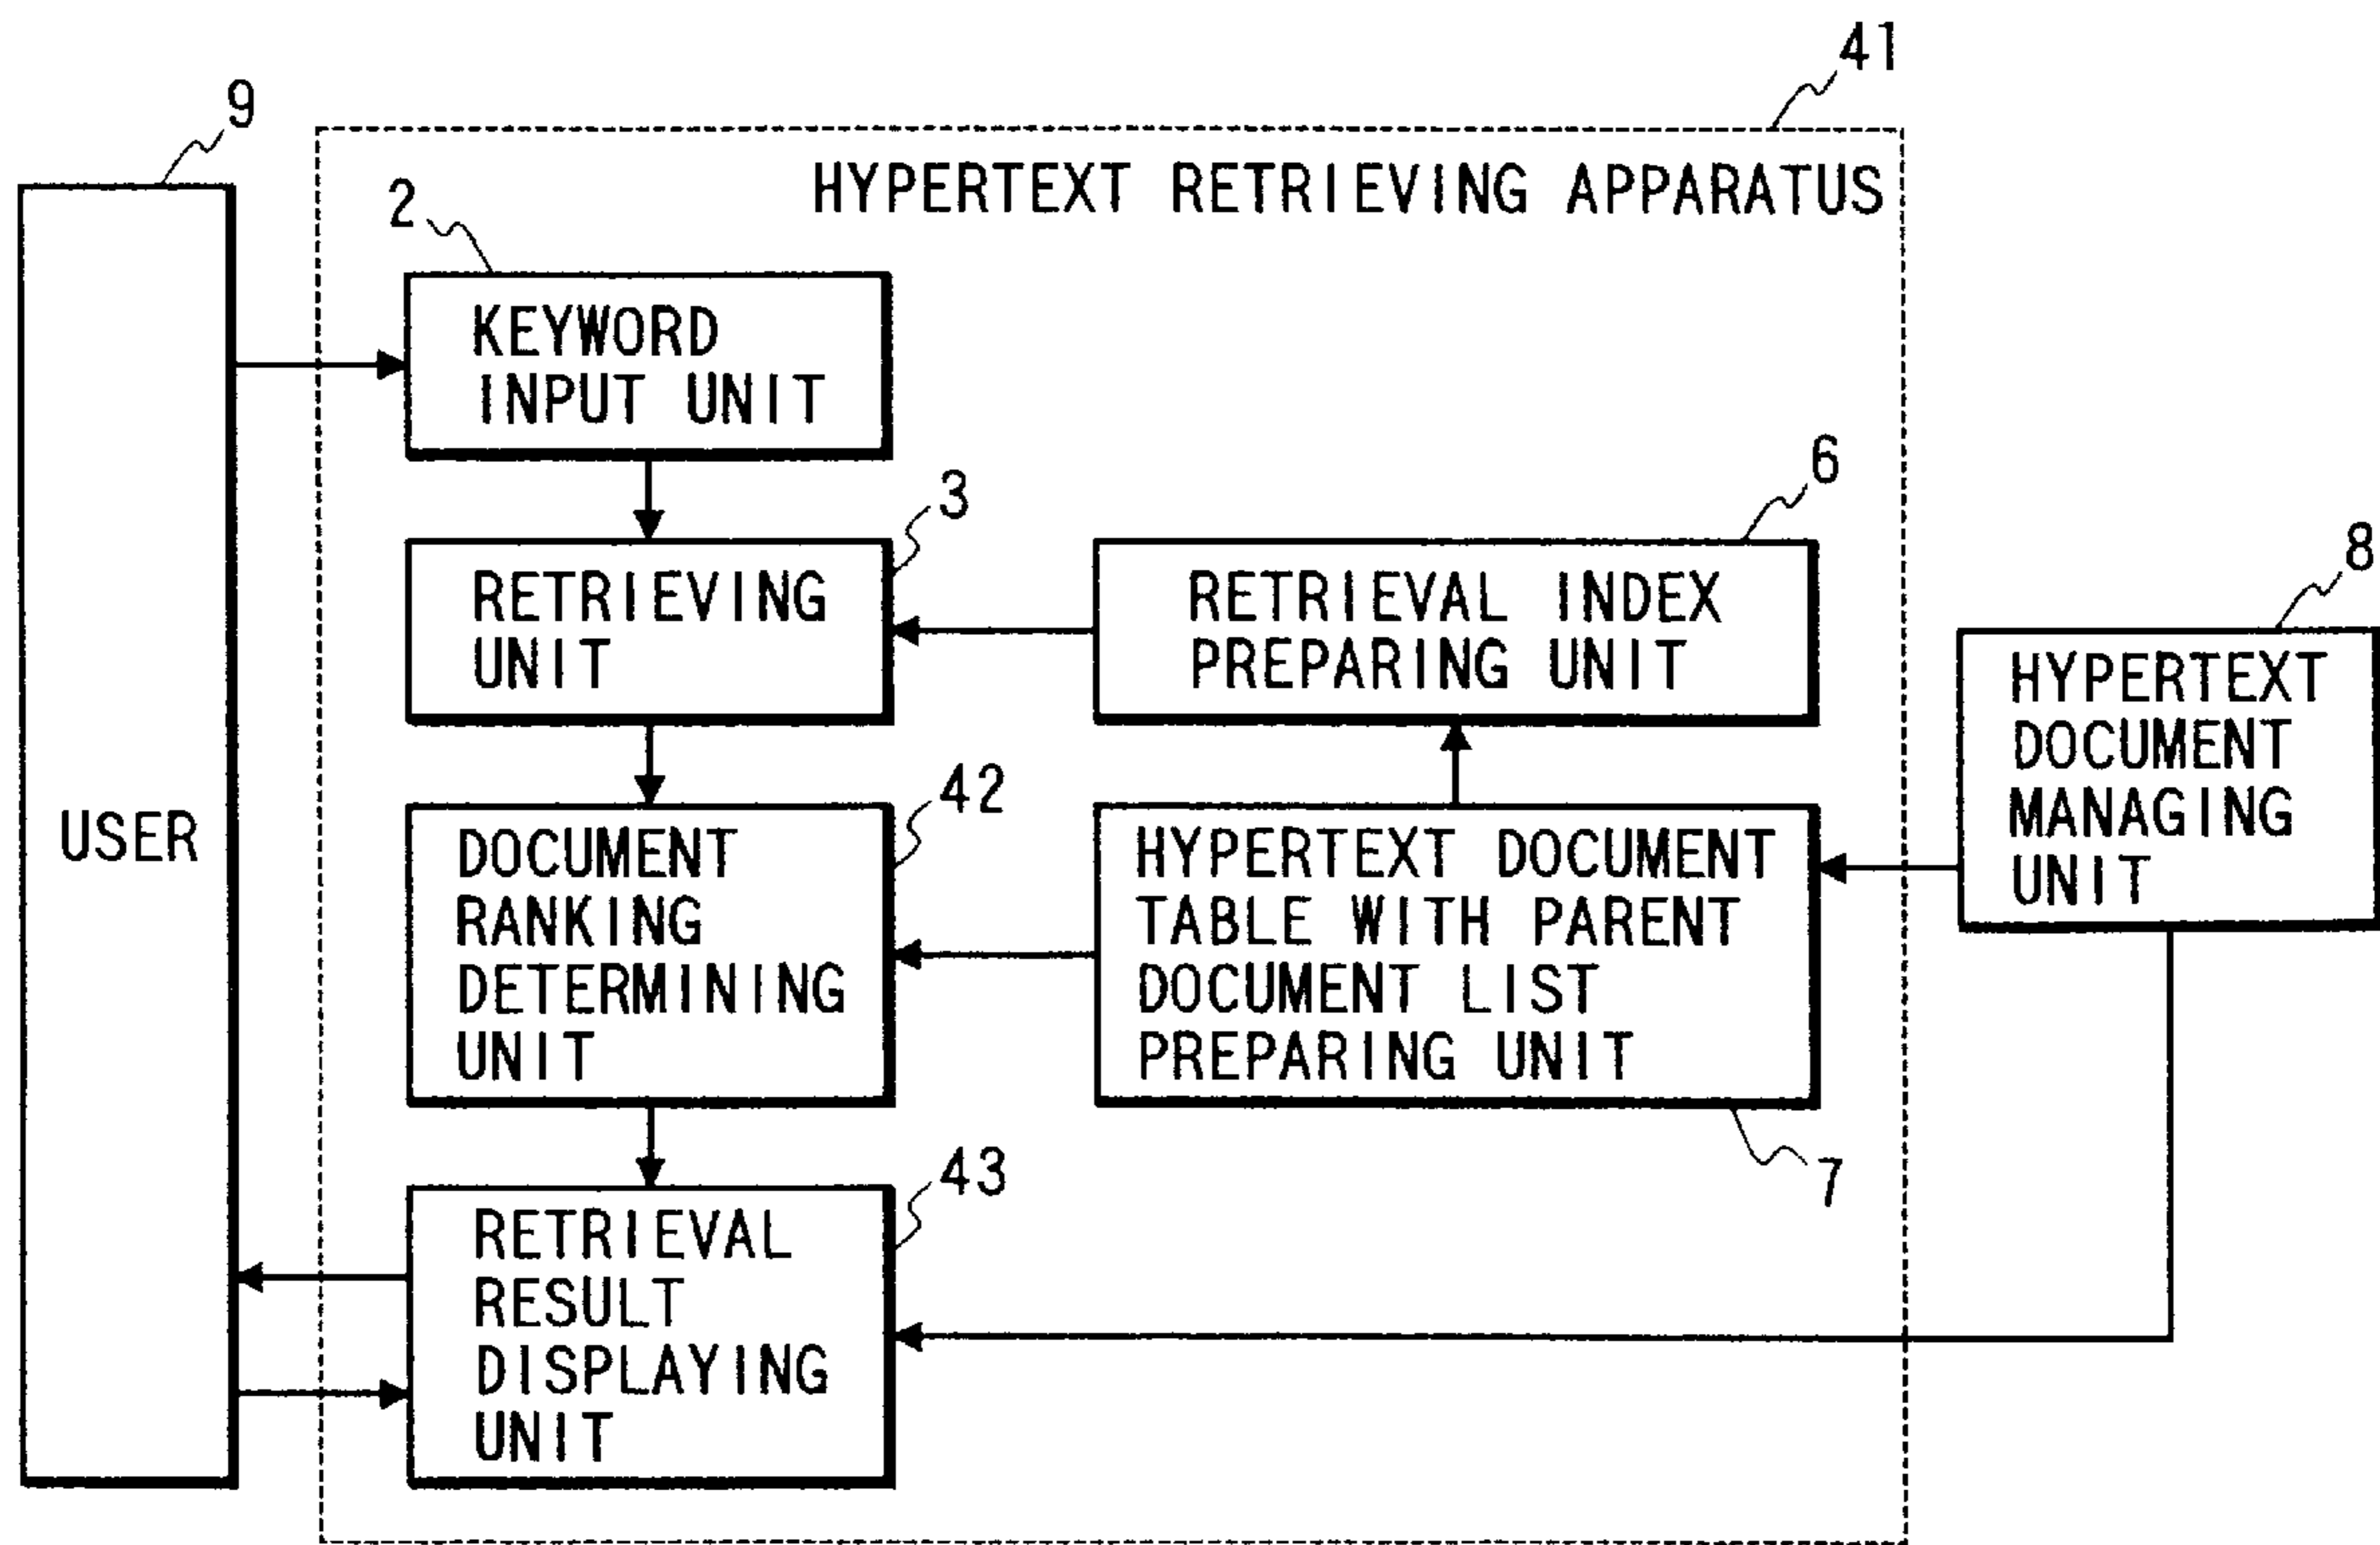 41
9
HYPERTEXT RETRIEVING APPARATUS
2
KEYWORD
INPUT UNIT
3
RETRIEVING
UNIT
6
RETRIEVAL INDEX
PREPARING UNIT
8
HYPERTEXT
DOCUMENT
MANAGING
UNIT
USER
42
DOCUMENT
RANKING
DETERMINING
UNIT
HYPERTEXT DOCUMENT
TABLE WITH PARENT
DOCUMENT LIST
PREPARING UNIT
7
43
RETRIEVAL
RESULT
DISPLAYING
UNIT